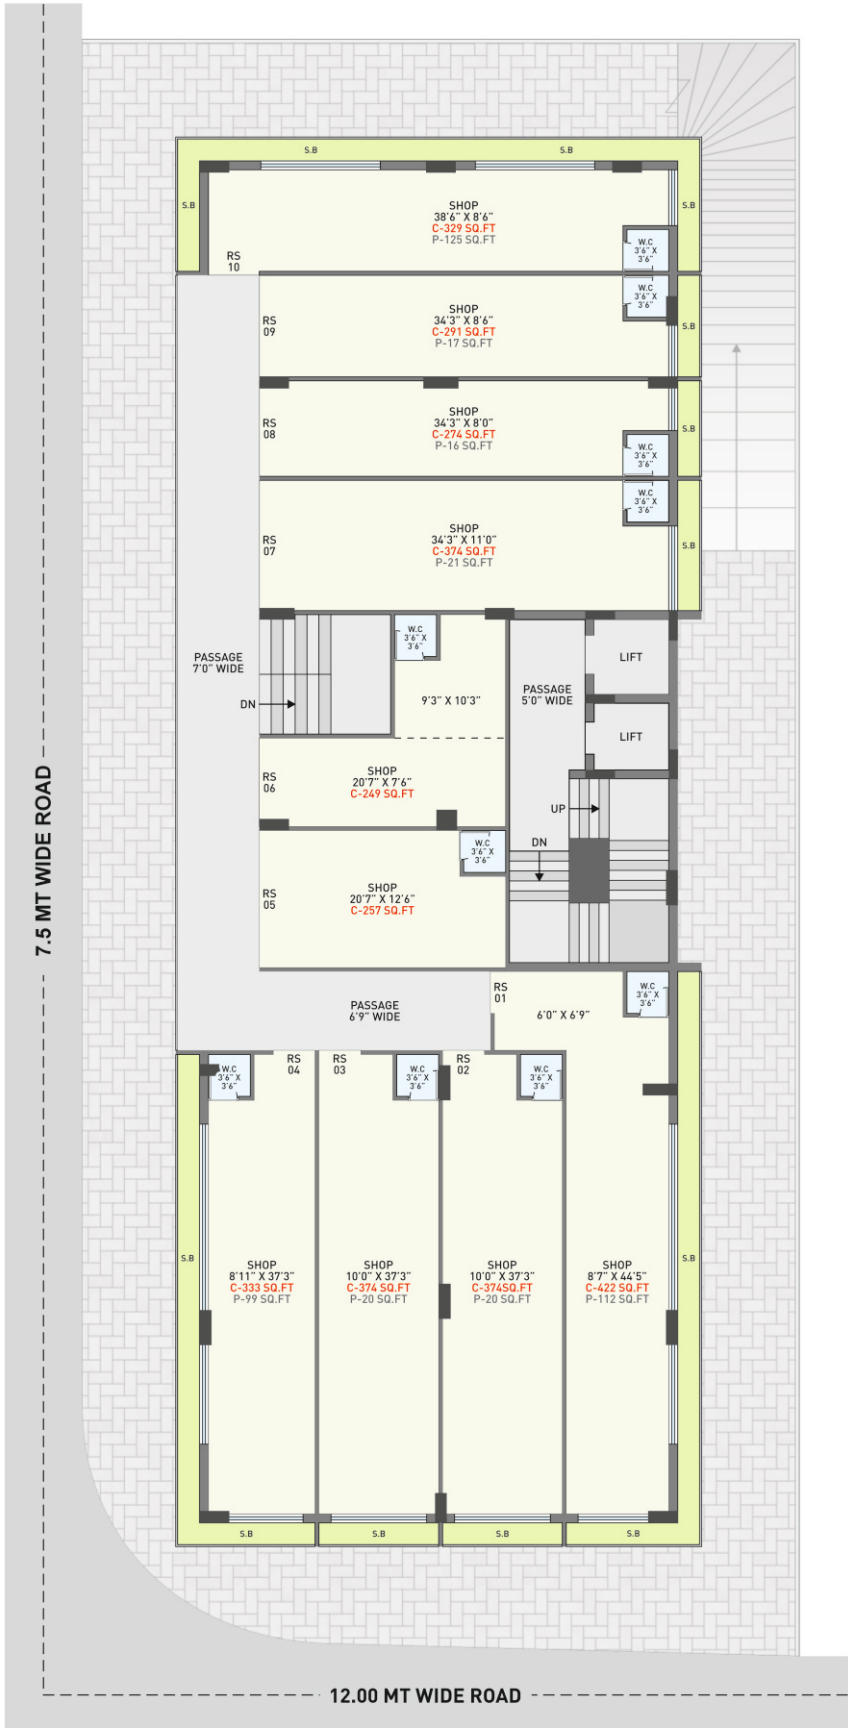 S.B
S.B
S.B
S.B
SHOP
38'6" X 8'6"
C-329 SQ.FT
P-125 SQ.FT
W.C
3'6" X
3'6"
RS
10
W.C
3'6" X
3'6"
SHOP
34'3" X 8'6"
C-291 SQ.FT
P-17 SQ.FT
RS
09
S.B
SHOP
34'3" X 8'0"
C-274 SQ.FT
P-16 SQ.FT
RS
08
S.B
W.C
3'6" X
3'6"
W.C
3'6" X
3'6"
SHOP
34'3" X 11'0"
C-374 SQ.FT
P-21 SQ.FT
RS
07
S.B
W.C
3'6" X
3'6"
PASSAGE
7'0" WIDE
LIFT
PASSAGE
5'0" WIDE
9'3" X 10'3"
DN
LIFT
RS
06
SHOP
20'7" X 7'6"
C-249 SQ.FT
UP
DN
W.C
3'6" X
3'6"
RS
05
SHOP
20'7" X 12'6"
C-257 SQ.FT
7.5 MT WIDE ROAD
RS
01
W.C
3'6" X
3'6"
PASSAGE
6'9" WIDE
6'0" X 6'9"
W.C
3'6" X
3'6"
RS
04
RS
03
W.C
3'6" X
3'6"
RS
02
W.C
3'6" X
3'6"
S.B
SHOP
8'11" X 37'3"
C-333 SQ.FT
P-99 SQ.FT
SHOP
10'0" X 37'3"
C-374 SQ.FT
P-20 SQ.FT
SHOP
10'0" X 37'3"
C-374SQ.FT
P-20 SQ.FT
SHOP
8'7" X 44'5"
C-422 SQ.FT
P-112 SQ.FT
S.B
S.B
S.B
S.B
S.B
12.00 MT WIDE ROAD